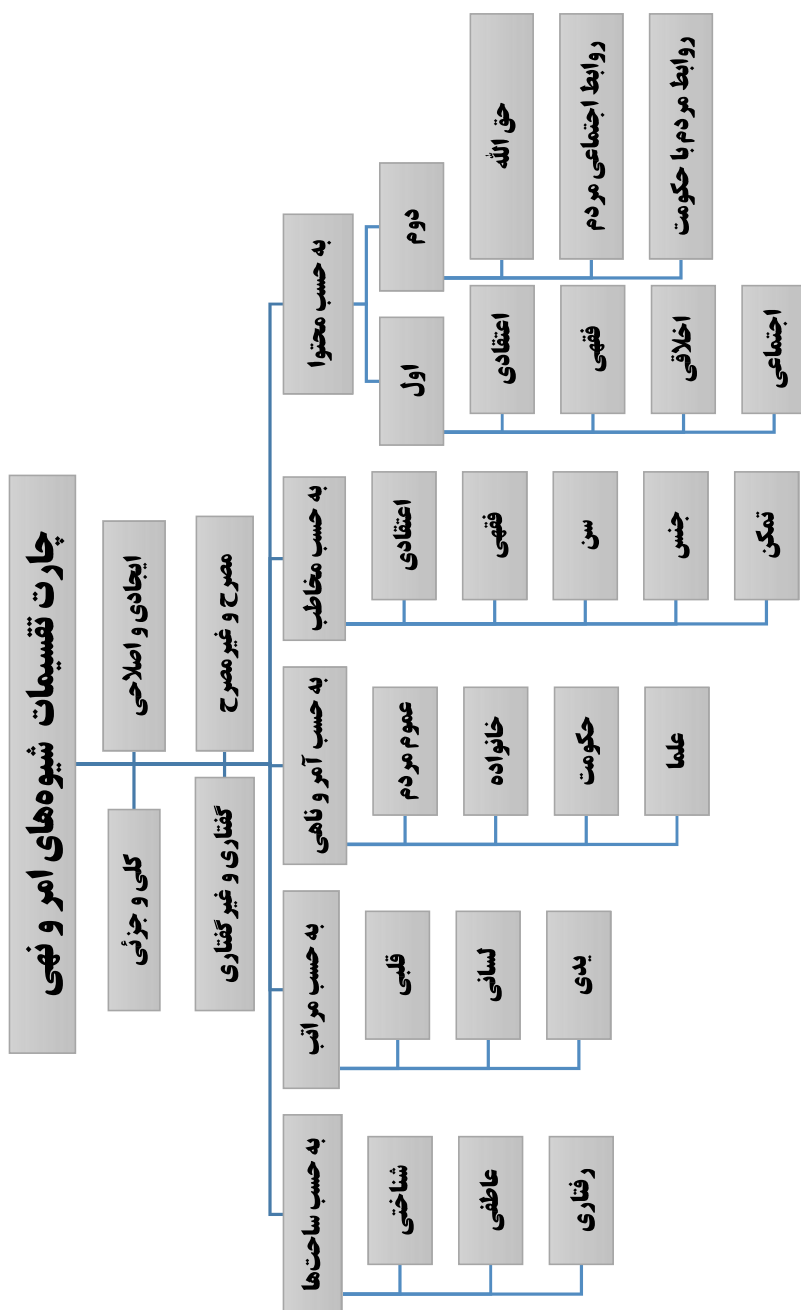 چارت تقسیمات شیوه‌های امر و نهی
ایجادی و اصلاحی
کلی و جزئی
مصرح و غیر مصرح
گفتاری و غیر گفتاری
به حسب محتوا
دوم
حق الله
روابط اجتماعی مردم
روابط مردم با حکومت
اول
اعتقادی
فقهی
اخلاقی
اجتماعی
به حسب مخاطب
اعتقادی
فقهی
سن
جنس
تمکن
به حسب آمر و ناهی
عموم مردم
خانواده
حکومت
علما
به حسب مراتب
قلبی
لسانی
یدی
به حسب ساحت‌ها
شناختی
عاطفی
رفتاری